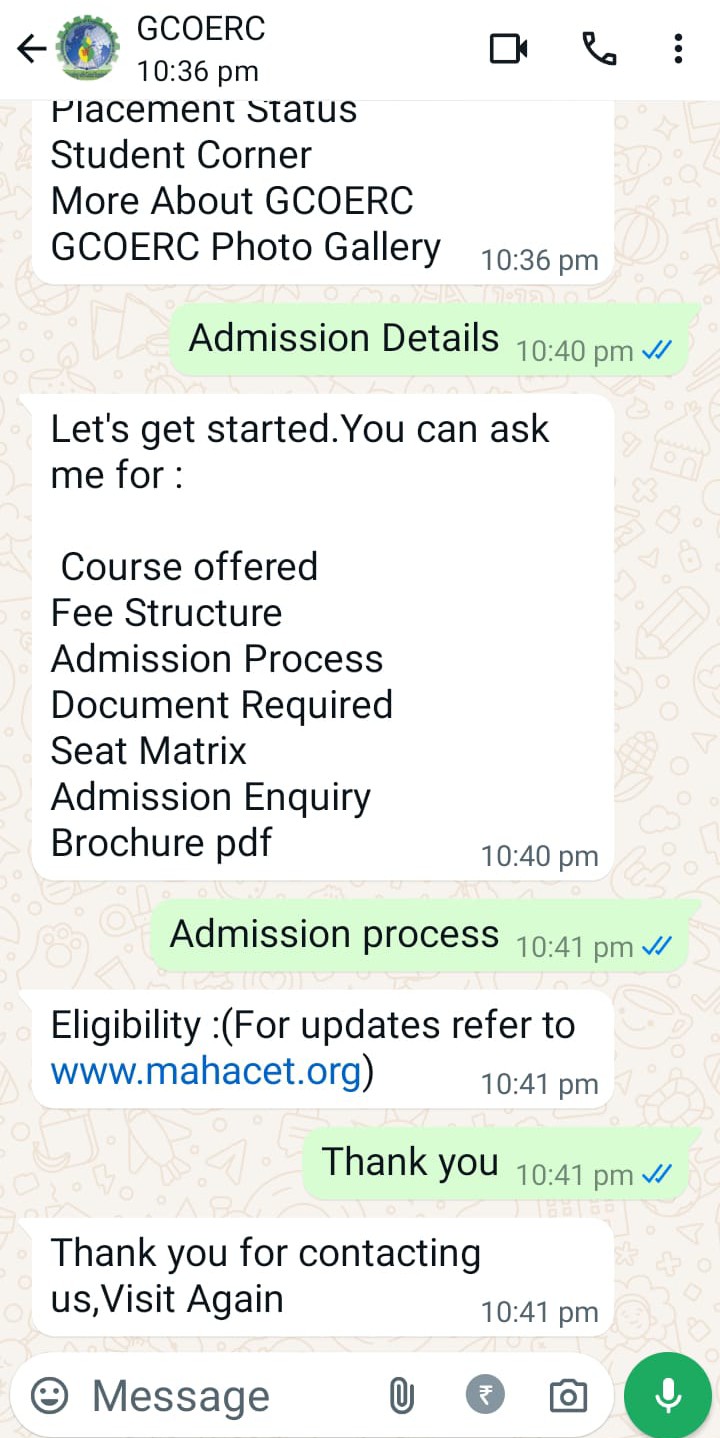 GCOERC
10:36 pm
Placement Status
Student Corner
More About GCOERC
GCOERC Photo Gallery 10:36 pm
Admission Details 10:40 pm
Let's get started.You can ask
me for :
Course offered
Fee Structure
Admission Process
Document Required
Seat Matrix
Admission Enquiry
Brochure pdf 10:40 pm
Admission process 10:41 pm
Eligibility :(For updates refer to
www.mahacet.org) 10:41 pm
Thank you 10:41 pm
Thank you for contacting
us,Visit Again 10:41 pm
Message ₹